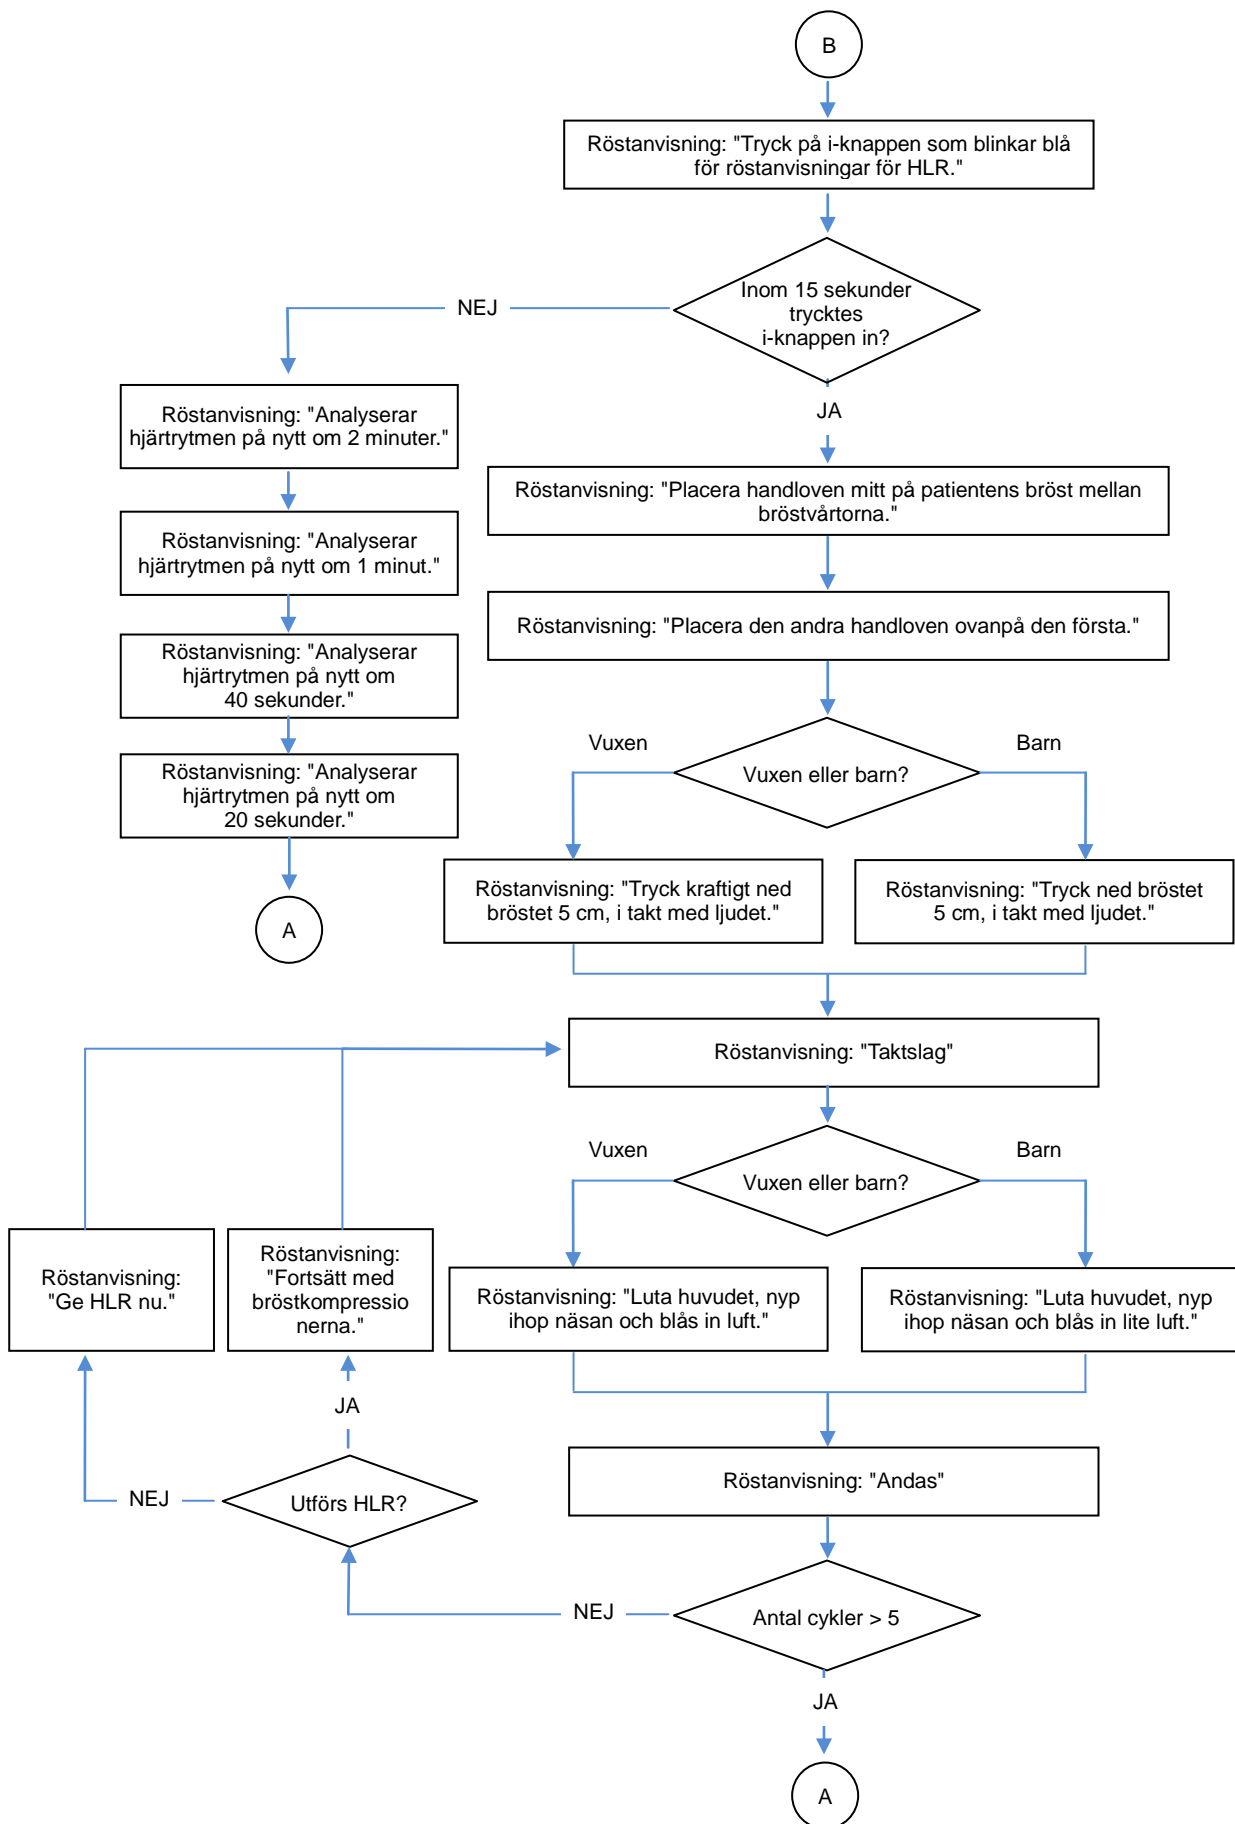 B
Röstanvisning: "Tryck på i-knappen som blinkar blå
för röstanvisningar för HLR."
Inom 15 sekunder
trycktes
i-knappen in?
NEJ
JA
Röstanvisning: "Analyserar
hjärtrytmen på nytt om 2 minuter."
Röstanvisning: "Analyserar
hjärtrytmen på nytt om 1 minut."
Röstanvisning: "Analyserar
hjärtrytmen på nytt om
40 sekunder."
Röstanvisning: "Analyserar
hjärtrytmen på nytt om
20 sekunder."
A
Röstanvisning: "Placera handloven mitt på patientens bröst mellan
bröstvårtorna."
Röstanvisning: "Placera den andra handloven ovanpå den första."
Vuxen
Barn
Vuxen eller barn?
Röstanvisning: "Tryck kraftigt ned
bröstet 5 cm, i takt med ljudet."
Röstanvisning: "Tryck ned bröstet
5 cm, i takt med ljudet."
Röstanvisning: "Taktslag"
Vuxen
Barn
Vuxen eller barn?
Röstanvisning: "Luta huvudet, nyp
ihop näsan och blås in luft."
Röstanvisning: "Luta huvudet, nyp
ihop näsan och blås in lite luft."
Röstanvisning:
"Ge HLR nu."
Röstanvisning:
"Fortsätt med
bröstkompressio
nerna."
JA
NEJ
Utförs HLR?
Röstanvisning: "Andas"
NEJ
Antal cykler > 5
JA
A